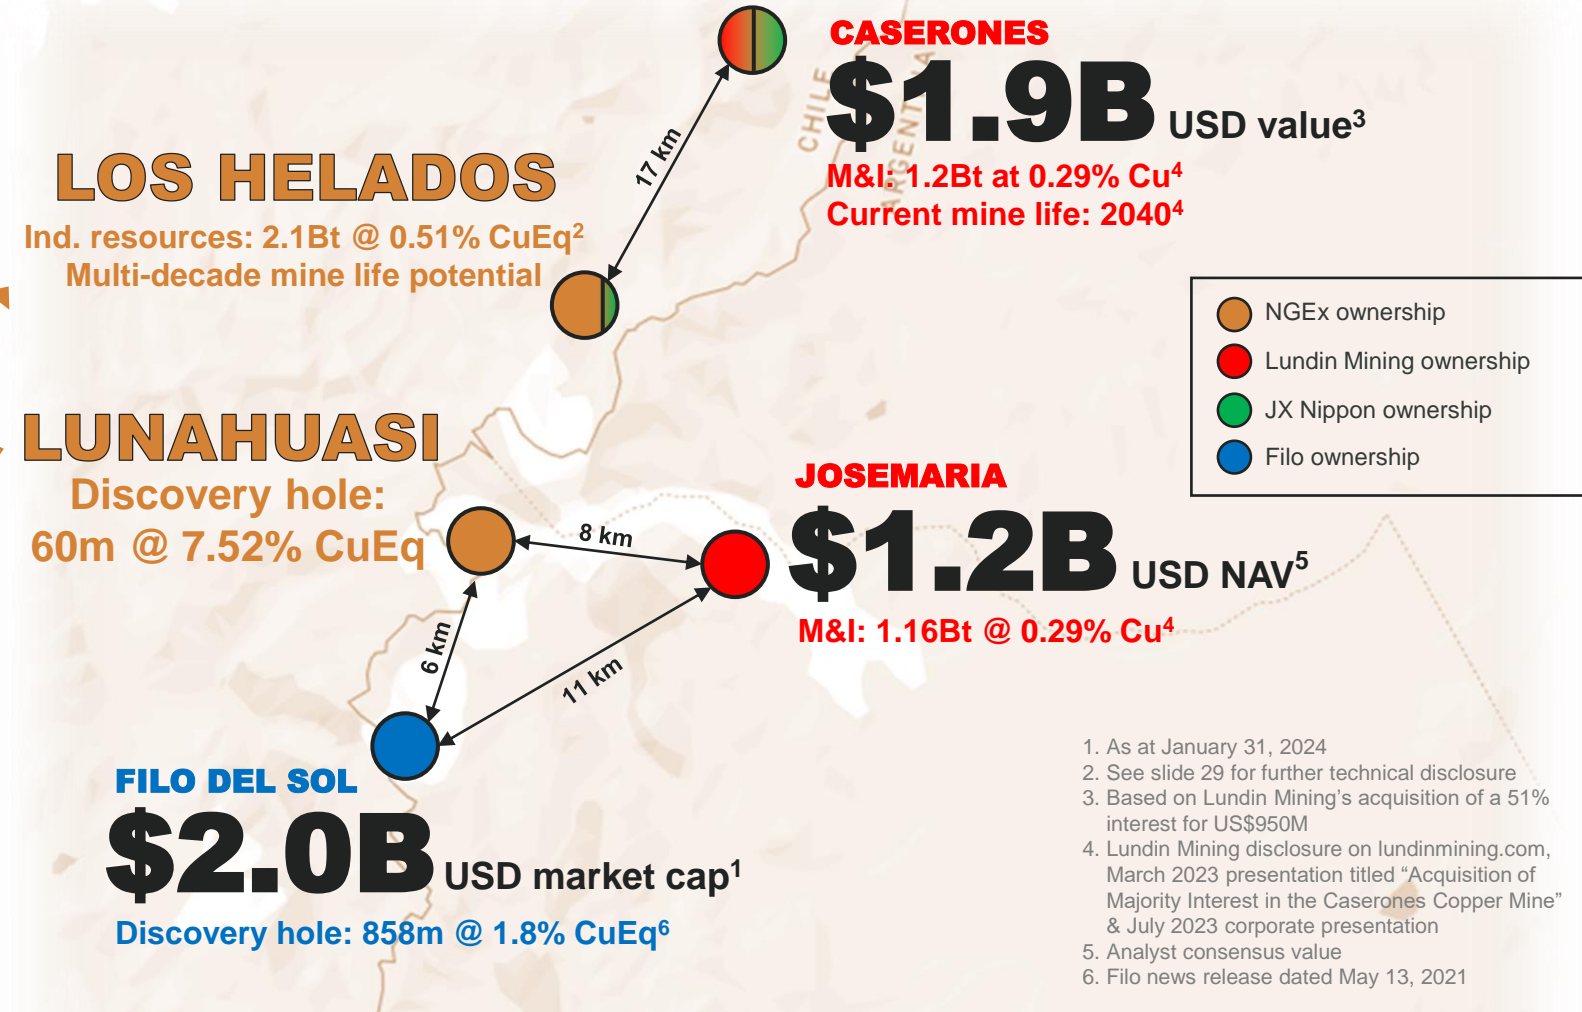 CASERONES
$1.9B USD value³
M&I: 1.2Bt at 0.29% Cu⁴
Current mine life: 2040⁴
CHILE
ARGENTINA
17 km
LOS HELADOS
Ind. resources: 2.1Bt @ 0.51% CuEq²
Multi-decade mine life potential
NGEx ownership
Lundin Mining ownership
JX Nippon ownership
Filo ownership
LUNAHUASI
Discovery hole:
60m @ 7.52% CuEq
8 km
JOSEMARIA
$1.2B USD NAV⁵
M&I: 1.16Bt @ 0.29% Cu⁴
6 km
11 km
FILO DEL SOL
$2.0B USD market cap¹
Discovery hole: 858m @ 1.8% CuEq⁶
1. As at January 31, 2024
2. See slide 29 for further technical disclosure
3. Based on Lundin Mining’s acquisition of a 51%
interest for US$950M
4. Lundin Mining disclosure on lundinmining.com,
March 2023 presentation titled “Acquisition of
Majority Interest in the Caserones Copper Mine”
& July 2023 corporate presentation
5. Analyst consensus value
6. Filo news release dated May 13, 2021